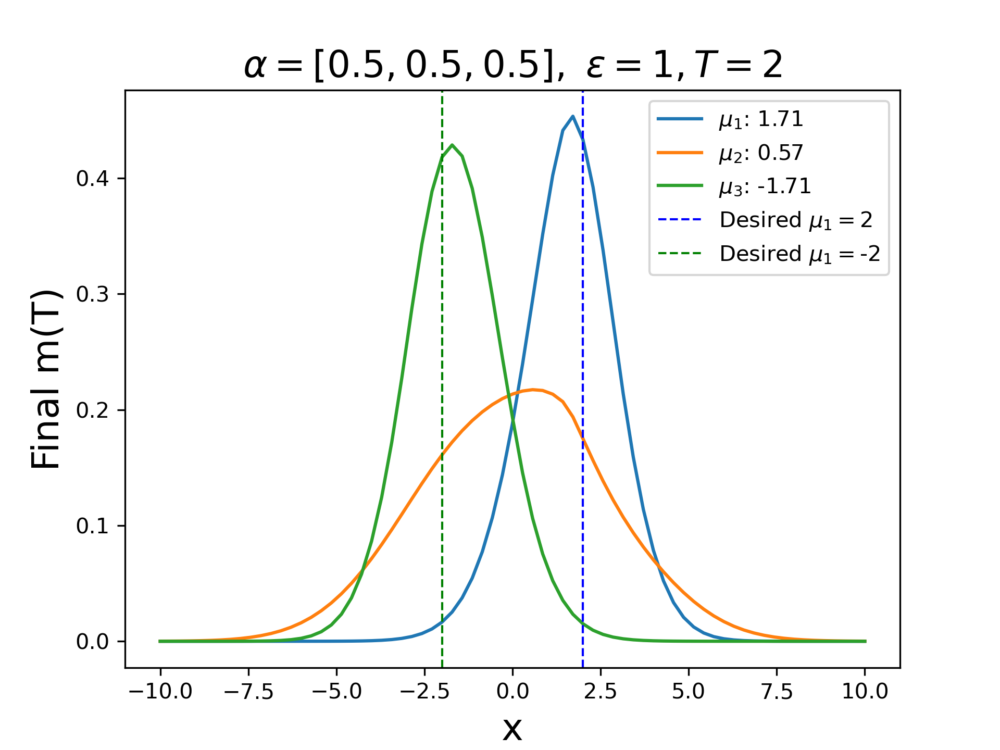 α = [0.5, 0.5, 0.5], ε = 1, T = 2
Final m(T)
0.4
0.3
0.2
0.1
0.0
−10.0 −7.5 −5.0 −2.5 0.0 2.5 5.0 7.5 10.0
x
μ₁: 1.71
μ₂: 0.57
μ₃: -1.71
Desired μ₁ = 2
Desired μ₁ = -2